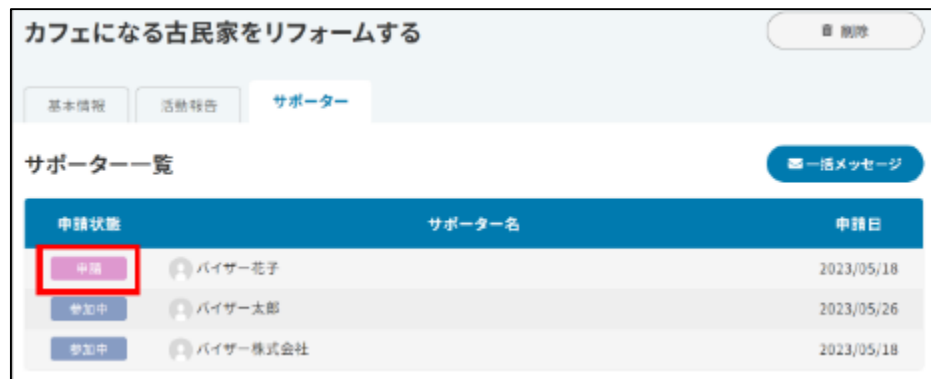 カフェになる古民家をリフォームする
削除
基本情報 活動報告 サポーター
サポーター一覧
一括メッセージ
申請状態 サポーター名 申請日
申請 バイザー花子 2023/05/18
参加中 バイザー太郎 2023/05/26
参加中 バイザー株式会社 2023/05/18